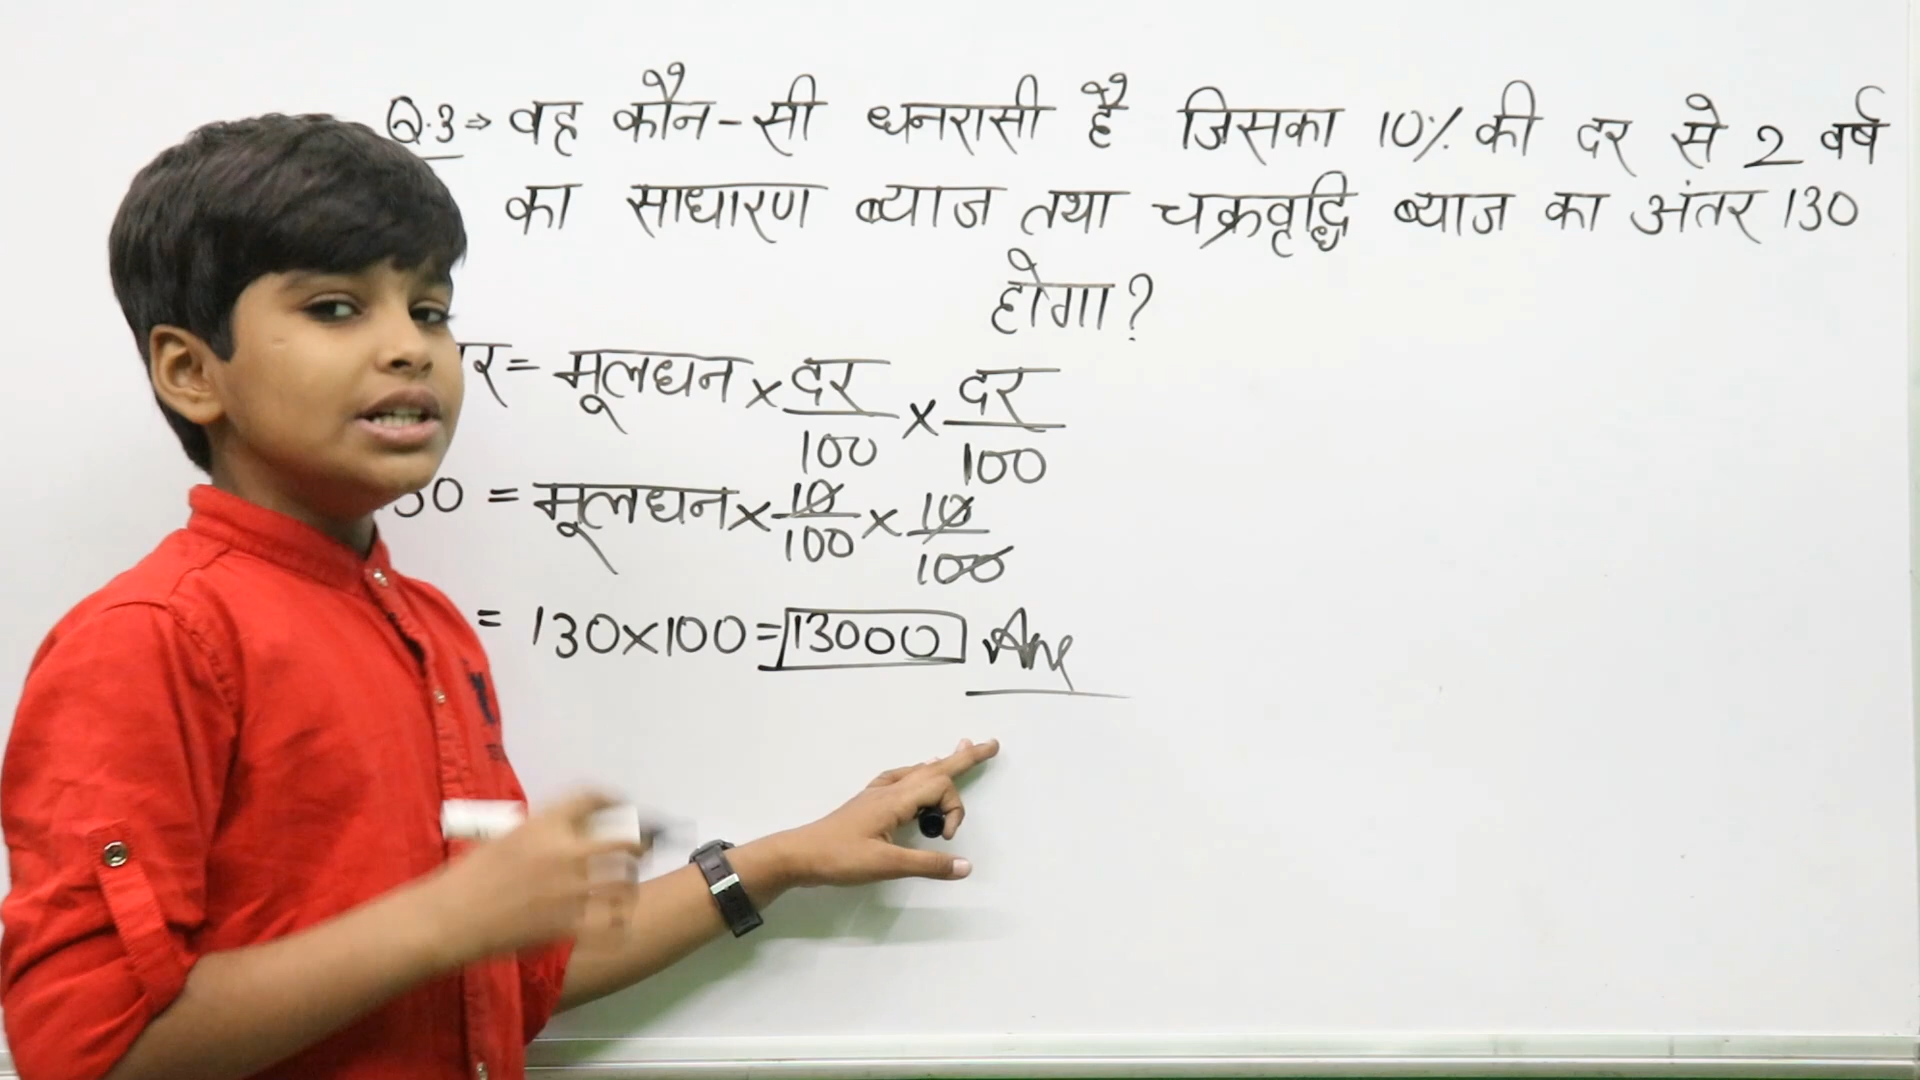 Q.3⇒ वह कौन-सी धनरासी है जिसका 10% की दर से 2 वर्ष
का साधारण ब्याज तथा चक्रवृद्धि ब्याज का अंतर 130
होगा?
= मूलधन × दर/100 × दर/100
= मूलधन × 10/100 × 10/100
= 130×100 = 13000 Ans